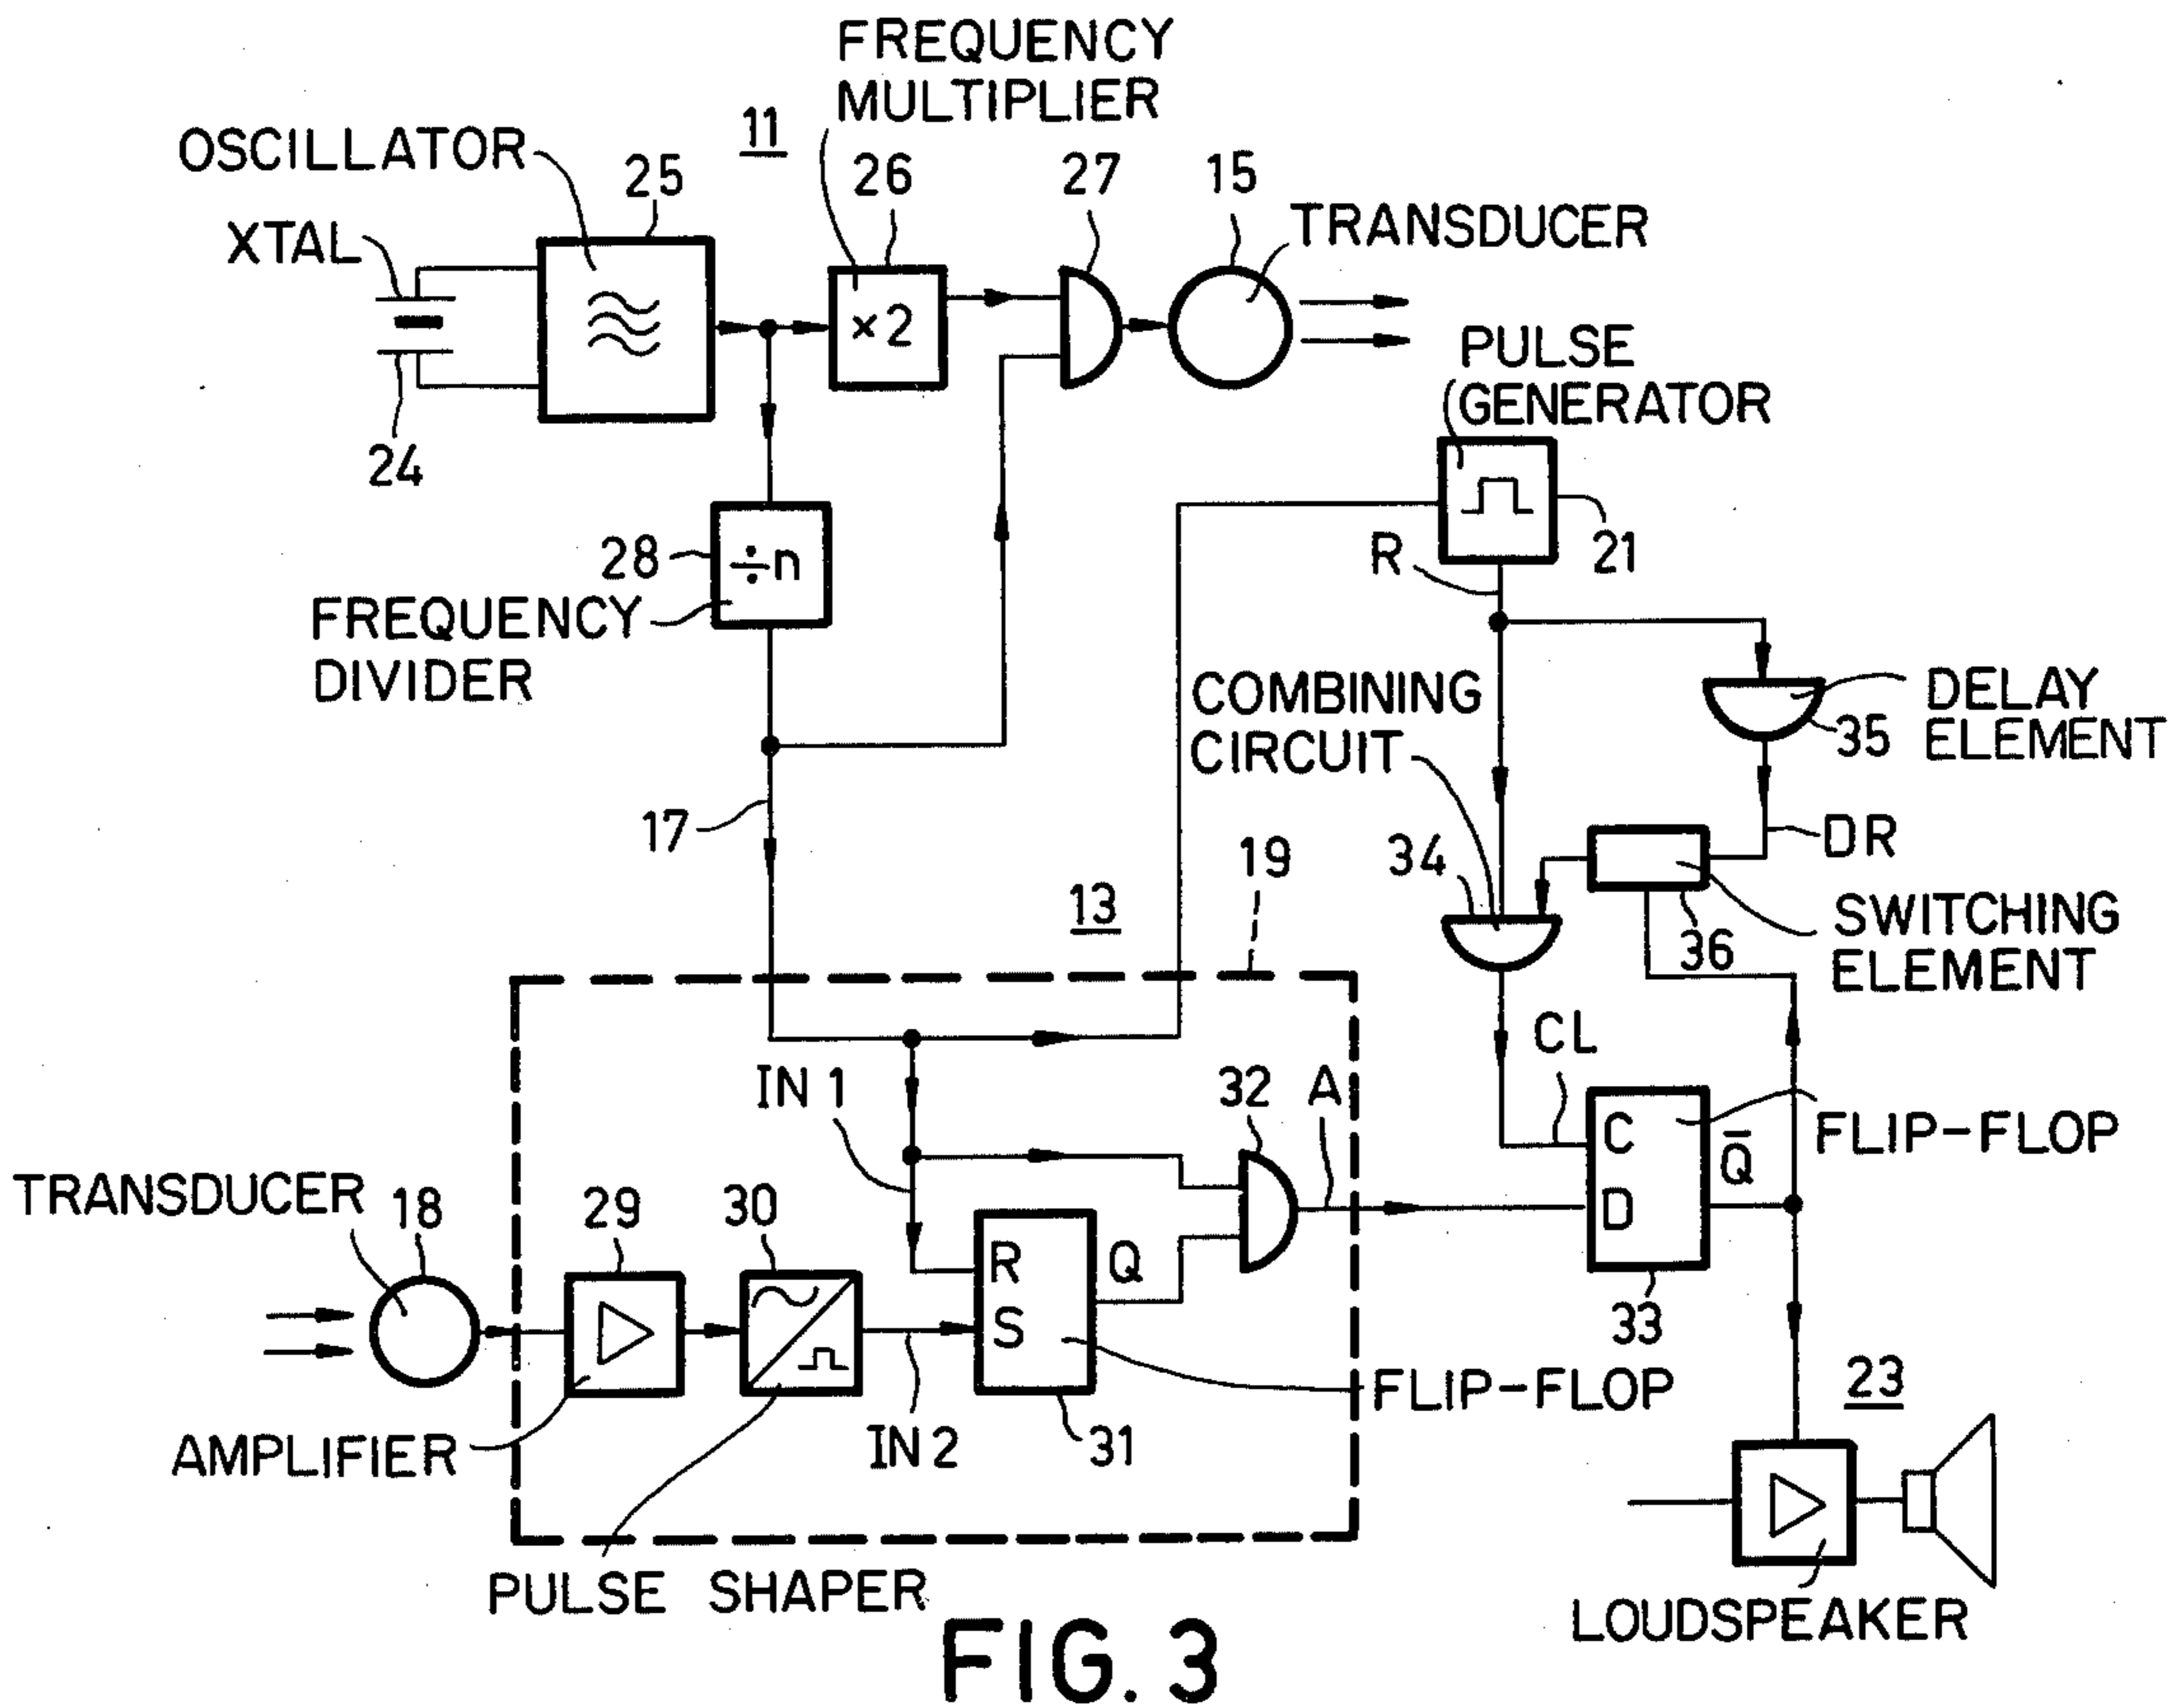 FREQUENCY
MULTIPLIER
11
OSCILLATOR
25
26
27
15
XTAL
TRANSDUCER
×2
24
PULSE
GENERATOR
28
÷n
R
21
FREQUENCY
DIVIDER
COMBINING
CIRCUIT
DELAY
ELEMENT
35
17
34
DR
19
13
36
SWITCHING
ELEMENT
CL
IN 1
32
A
C
D
Q̅
FLIP-FLOP
33
TRANSDUCER
18
29
30
R
S
Q
FLIP-FLOP
23
AMPLIFIER
IN 2
31
PULSE SHAPER
LOUDSPEAKER
FIG. 3